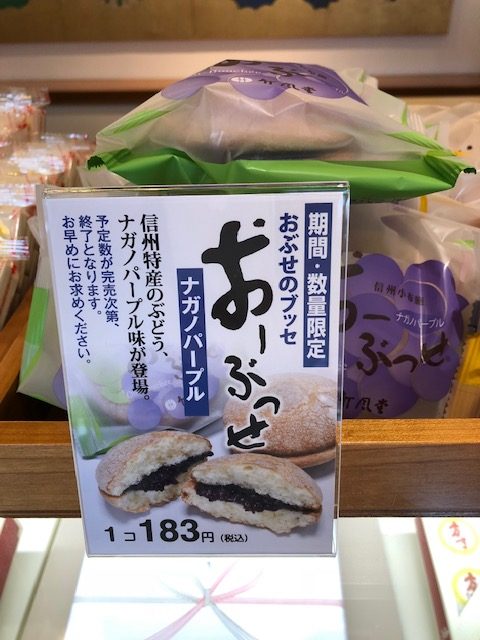 期間・数量限定
おぶせのブッセ
おーぶっせ
ナガノパープル
信州特産のぶどう、
ナガノパープル味が登場。
予定数が完売次第、
終了となります。
お早めにお求めください。
1コ183円(税込)
竹風堂
信州小布施
ナガノパープル
おーぶっせ
竹風堂